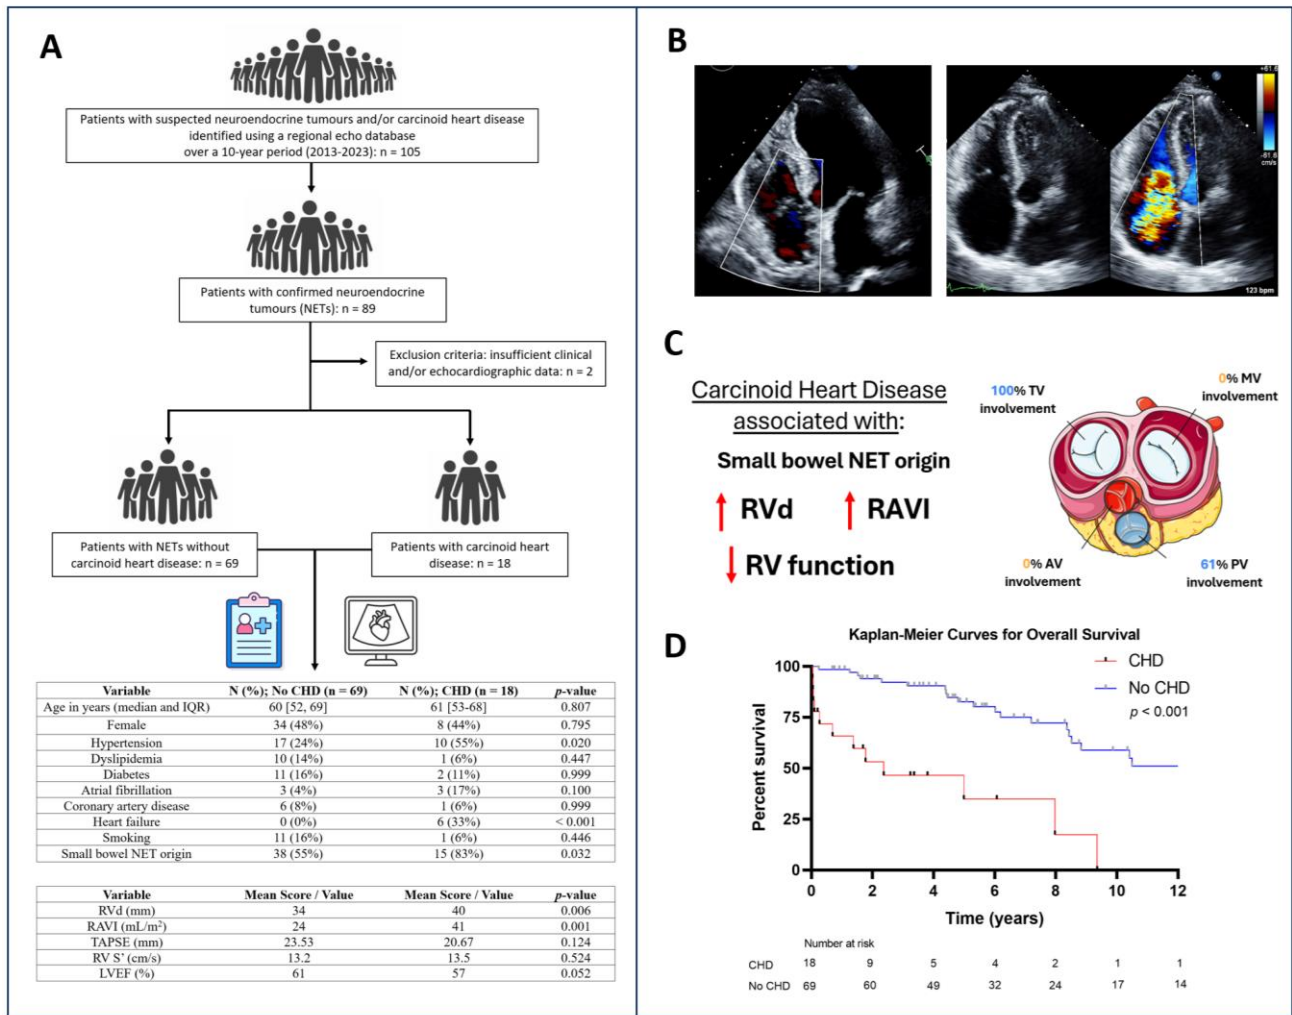 A
Patients with suspected neuroendocrine tumours and/or carcinoid heart disease
identified using a regional echo database
over a 10-year period (2013-2023): n = 105
Patients with confirmed neuroendocrine
tumours (NETs): n = 89
Exclusion criteria: insufficient clinical
and/or echocardiographic data: n = 2
Patients with NETs without
carcinoid heart disease: n = 69
Patients with carcinoid heart
disease: n = 18
Variable N (%); No CHD (n = 69) N (%); CHD (n = 18) p-value
Age in years (median and IQR) 60 [52, 69] 61 [53-68] 0.807
Female 34 (48%) 8 (44%) 0.795
Hypertension 17 (24%) 10 (55%) 0.020
Dyslipidemia 10 (14%) 1 (6%) 0.447
Diabetes 11 (16%) 2 (11%) 0.999
Atrial fibrillation 3 (4%) 3 (17%) 0.100
Coronary artery disease 6 (8%) 1 (6%) 0.999
Heart failure 0 (0%) 6 (33%) < 0.001
Smoking 11 (16%) 1 (6%) 0.446
Small bowel NET origin 38 (55%) 15 (83%) 0.032
Variable Mean Score / Value Mean Score / Value p-value
RVd (mm) 34 40 0.006
RAVI (mL/m²) 24 41 0.001
TAPSE (mm) 23.53 20.67 0.124
RV S' (cm/s) 13.2 13.5 0.524
LVEF (%) 61 57 0.052
B
+61.6
-61.6
cm/s
123 bpm
C
Carcinoid Heart Disease
associated with:
Small bowel NET origin
RVd RAVI
RV function
100% TV
involvement
0% MV
involvement
0% AV
involvement
61% PV
involvement
D
Kaplan-Meier Curves for Overall Survival
CHD
No CHD
p < 0.001
Percent survival
100
75
50
25
0
0 2 4 6 8 10 12
Time (years)
Number at risk
CHD 18 9 5 4 2 1 1
No CHD 69 60 49 32 24 17 14